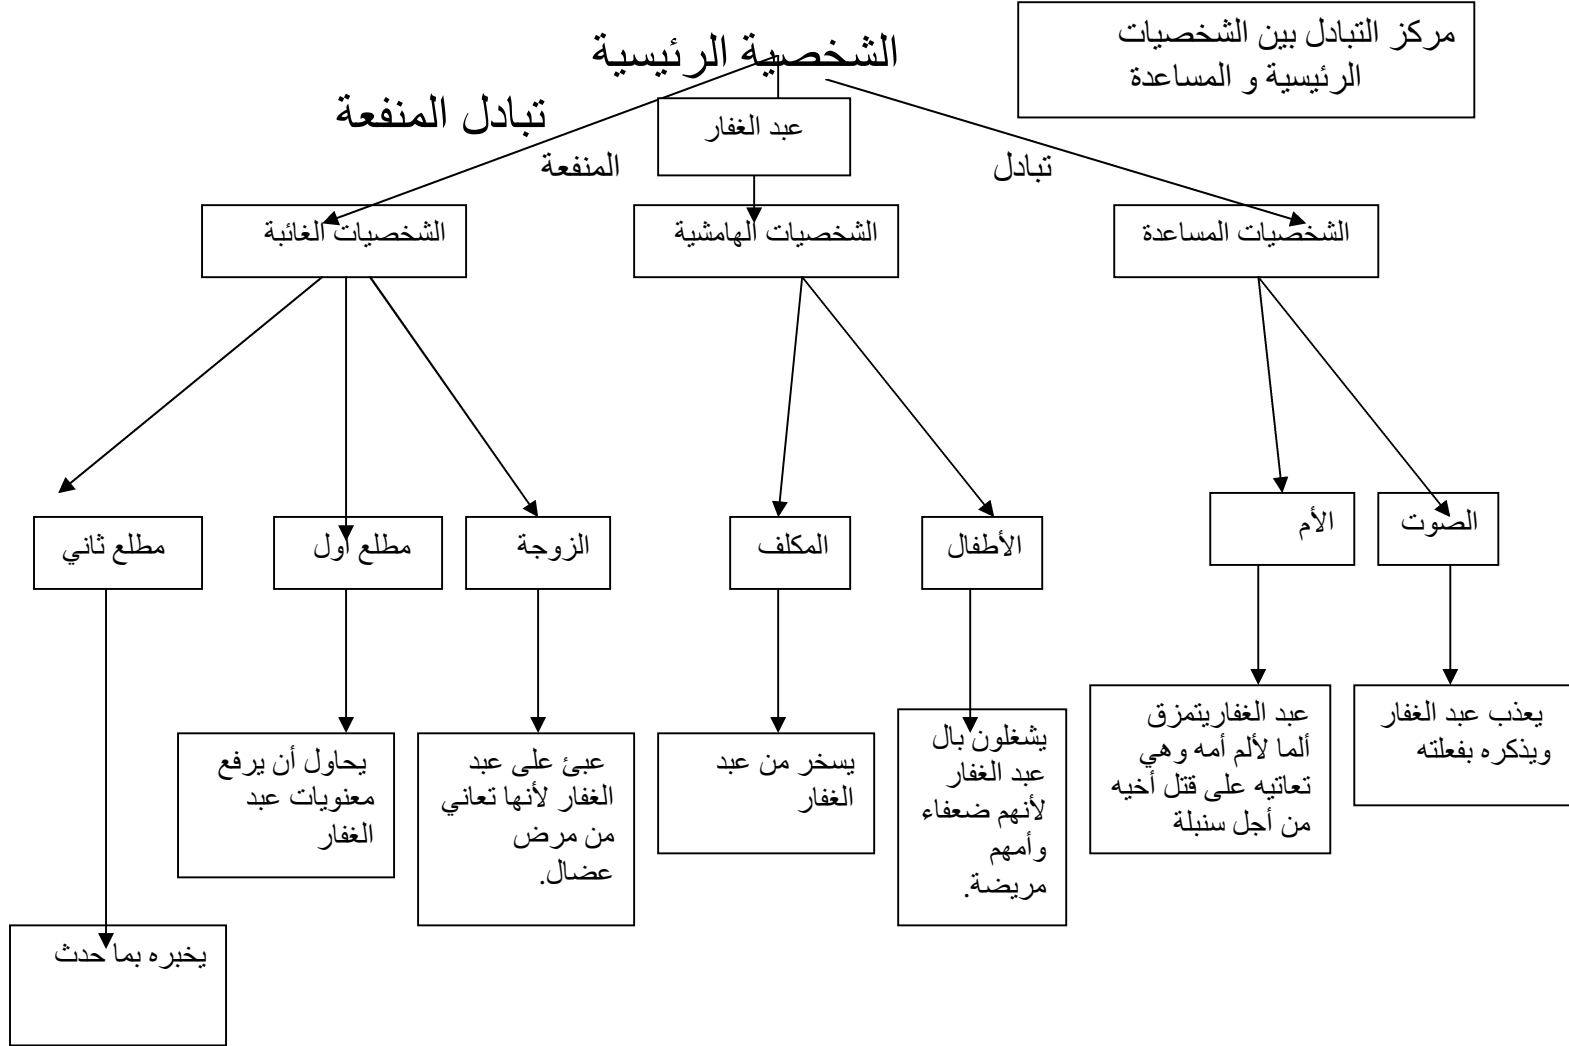 مركز التبادل بين الشخصيات
الرئيسية و المساعدة
الشخصية الرئيسية
تبادل المنفعة
عبد الغفار
تبادل
المنفعة
الشخصيات المساعدة
الشخصيات الهامشية
الشخصيات الغائبة
الصوت
الأم
الأطفال
المكلف
الزوجة
مطلع أول
مطلع ثاني
يعذب عبد الغفار
ويذكره بفعلته
عبد الغفاريتمزق
ألما لألم أمه وهي
تعاتيه على قتل أخيه
من أجل سنبلة
يشغلون بال
عبد الغفار
لأنهم ضعفاء
وأمهم
مريضة.
يسخر من عبد
الغفار
عبئ على عبد
الغفار لأنها تعاني
من مرض
عضال.
يحاول أن يرفع
معنويات عبد
الغفار
يخبره بما حدث